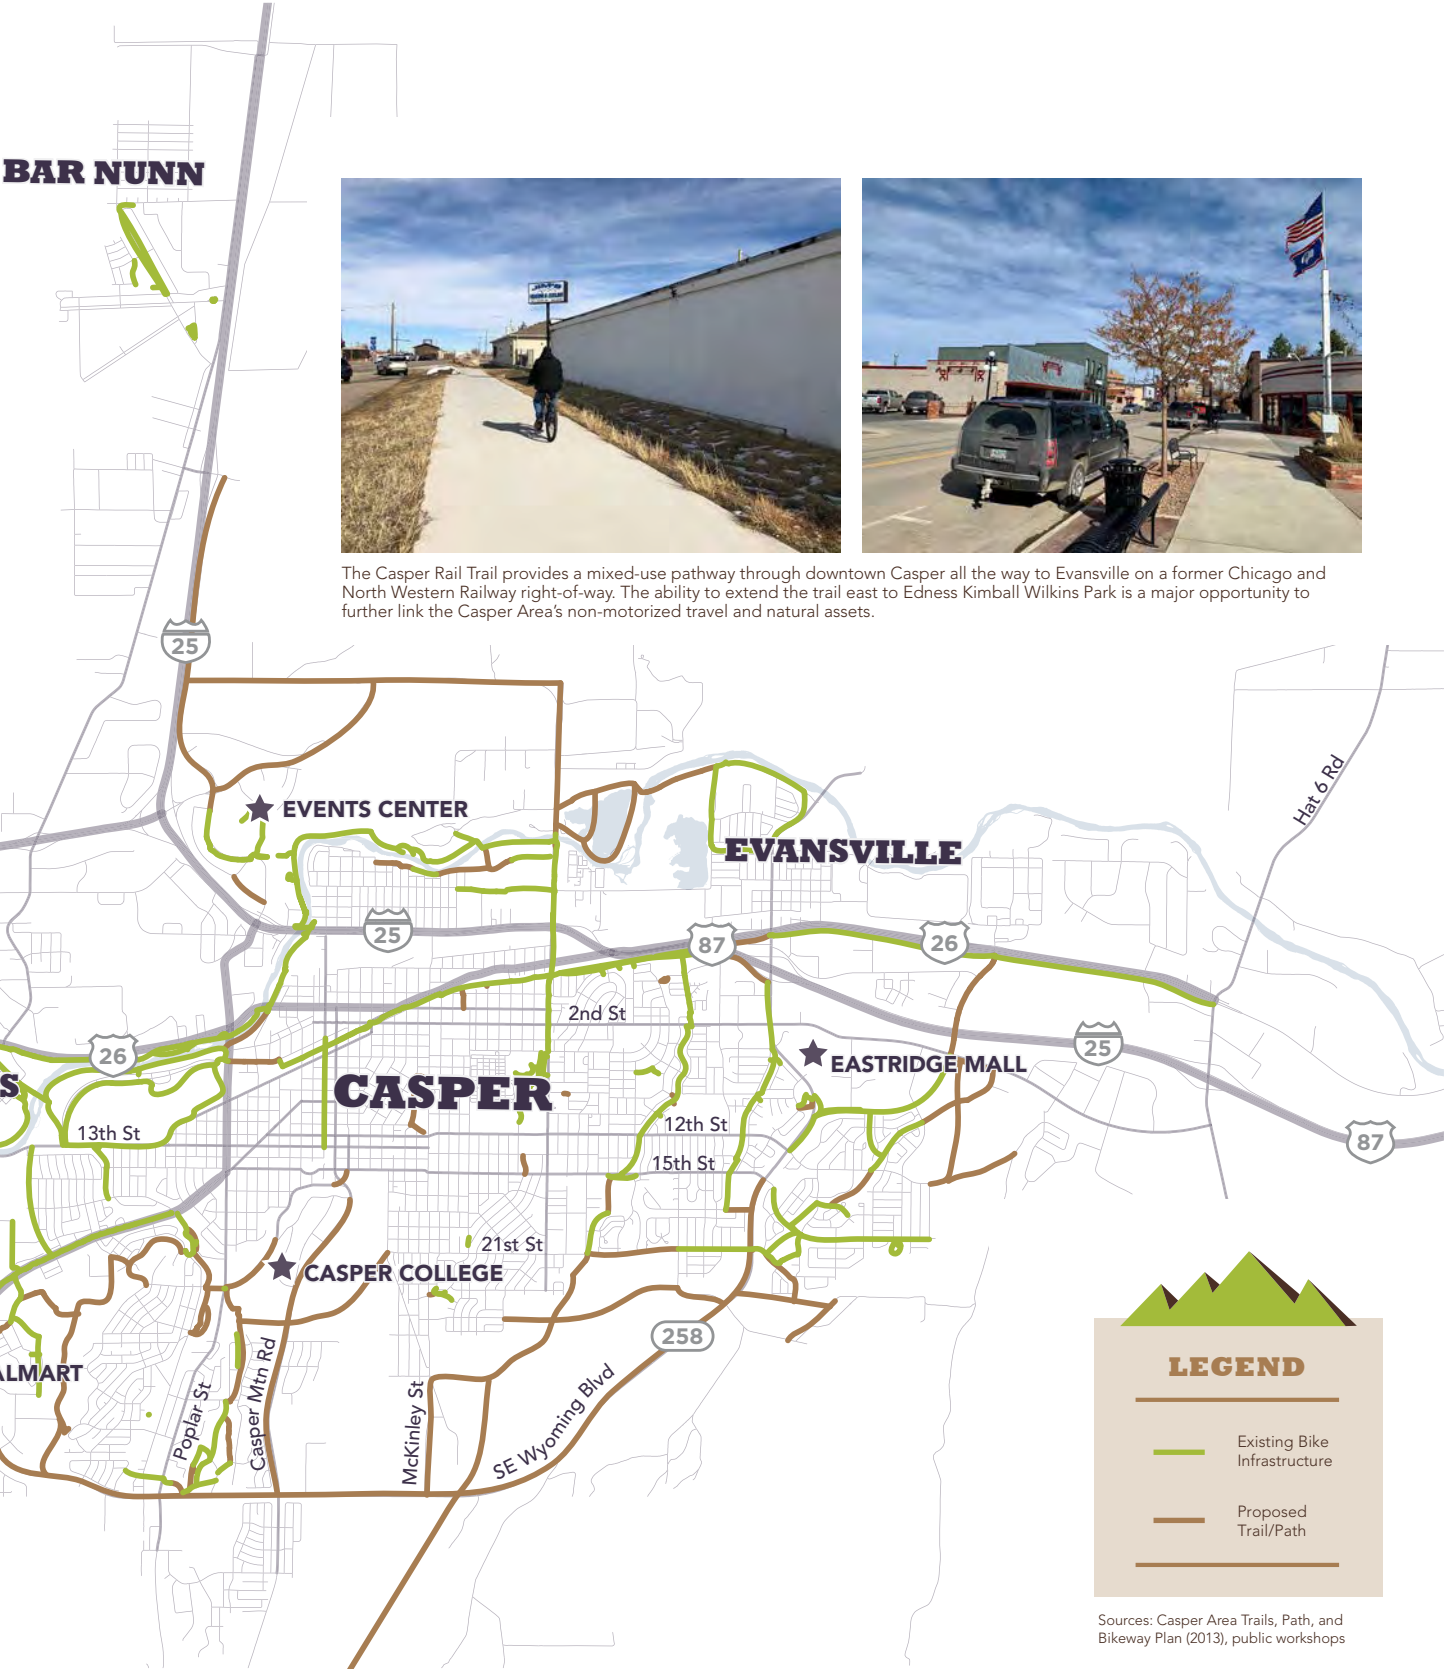 BAR NUNN
The Casper Rail Trail provides a mixed-use pathway through downtown Casper all the way to Evansville on a former Chicago and
North Western Railway right-of-way. The ability to extend the trail east to Edness Kimball Wilkins Park is a major opportunity to
further link the Casper Area's non-motorized travel and natural assets.
25
Hat 6 Rd
EVENTS CENTER
EVANSVILLE
25
87
26
2nd St
26
25
EASTRIDGE MALL
S
CASPER
13th St
12th St
87
15th St
21st St
CASPER COLLEGE
258
ALMART
Poplar St
Casper Mtn Rd
McKinley St
SE Wyoming Blvd
LEGEND
Existing Bike
Infrastructure
Proposed
Trail/Path
Sources: Casper Area Trails, Path, and
Bikeway Plan (2013), public workshops